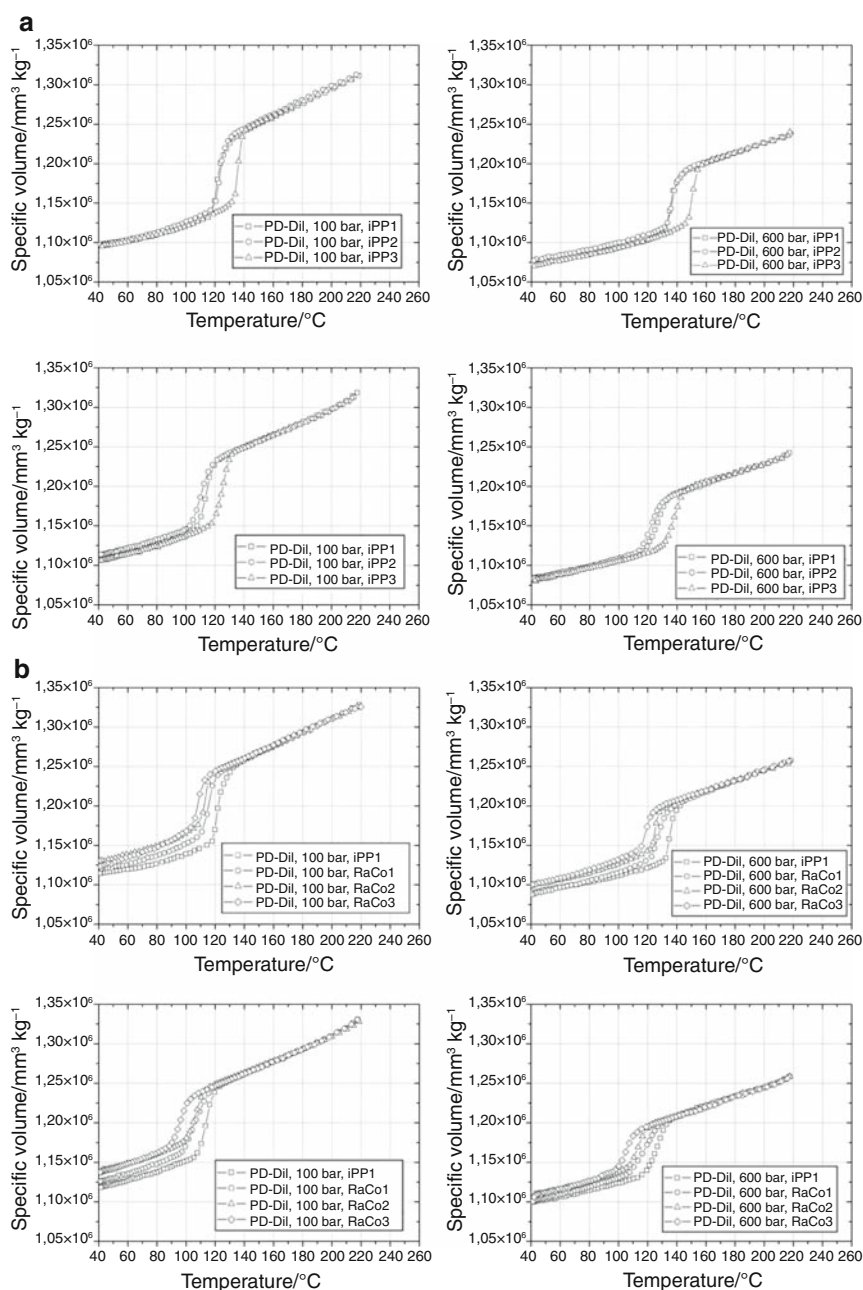 a
Specific volume/mm³ kg⁻¹
1,35×10⁶
1,30×10⁶
1,25×10⁶
1,20×10⁶
1,15×10⁶
1,10×10⁶
1,05×10⁶
PD-Dil, 100 bar, iPP1
PD-Dil, 100 bar, iPP2
PD-Dil, 100 bar, iPP3
40 60 80 100 120 140 160 180 200 220 240 260
Temperature/°C
Specific volume/mm³ kg⁻¹
1,35×10⁶
1,30×10⁶
1,25×10⁶
1,20×10⁶
1,15×10⁶
1,10×10⁶
1,05×10⁶
PD-Dil, 600 bar, iPP1
PD-Dil, 600 bar, iPP2
PD-Dil, 600 bar, iPP3
40 60 80 100 120 140 160 180 200 220 240 260
Temperature/°C
Specific volume/mm³ kg⁻¹
1,35×10⁶
1,30×10⁶
1,25×10⁶
1,20×10⁶
1,15×10⁶
1,10×10⁶
1,05×10⁶
PD-Dil, 100 bar, iPP1
PD-Dil, 100 bar, iPP2
PD-Dil, 100 bar, iPP3
40 60 80 100 120 140 160 180 200 220 240 260
Temperature/°C
Specific volume/mm³ kg⁻¹
1,35×10⁶
1,30×10⁶
1,25×10⁶
1,20×10⁶
1,15×10⁶
1,10×10⁶
1,05×10⁶
PD-Dil, 600 bar, iPP1
PD-Dil, 600 bar, iPP2
PD-Dil, 600 bar, iPP3
40 60 80 100 120 140 160 180 200 220 240 260
Temperature/°C
b
Specific volume/mm³ kg⁻¹
1,35×10⁶
1,30×10⁶
1,25×10⁶
1,20×10⁶
1,15×10⁶
1,10×10⁶
1,05×10⁶
PD-Dil, 100 bar, iPP1
PD-Dil, 100 bar, RaCo1
PD-Dil, 100 bar, RaCo2
PD-Dil, 100 bar, RaCo3
40 60 80 100 120 140 160 180 200 220 240 260
Temperature/°C
Specific volume/mm³ kg⁻¹
1,35×10⁶
1,30×10⁶
1,25×10⁶
1,20×10⁶
1,15×10⁶
1,10×10⁶
1,05×10⁶
PD-Dil, 600 bar, iPP1
PD-Dil, 600 bar, RaCo1
PD-Dil, 600 bar, RaCo2
PD-Dil, 600 bar, RaCo3
40 60 80 100 120 140 160 180 200 220 240 260
Temperature/°C
Specific volume/mm³ kg⁻¹
1,35×10⁶
1,30×10⁶
1,25×10⁶
1,20×10⁶
1,15×10⁶
1,10×10⁶
1,05×10⁶
PD-Dil, 100 bar, iPP1
PD-Dil, 100 bar, RaCo1
PD-Dil, 100 bar, RaCo2
PD-Dil, 100 bar, RaCo3
40 60 80 100 120 140 160 180 200 220 240 260
Temperature/°C
Specific volume/mm³ kg⁻¹
1,35×10⁶
1,30×10⁶
1,25×10⁶
1,20×10⁶
1,15×10⁶
1,10×10⁶
1,05×10⁶
PD-Dil, 600 bar, iPP1
PD-Dil, 600 bar, RaCo1
PD-Dil, 600 bar, RaCo2
PD-Dil, 600 bar, RaCo3
40 60 80 100 120 140 160 180 200 220 240 260
Temperature/°C